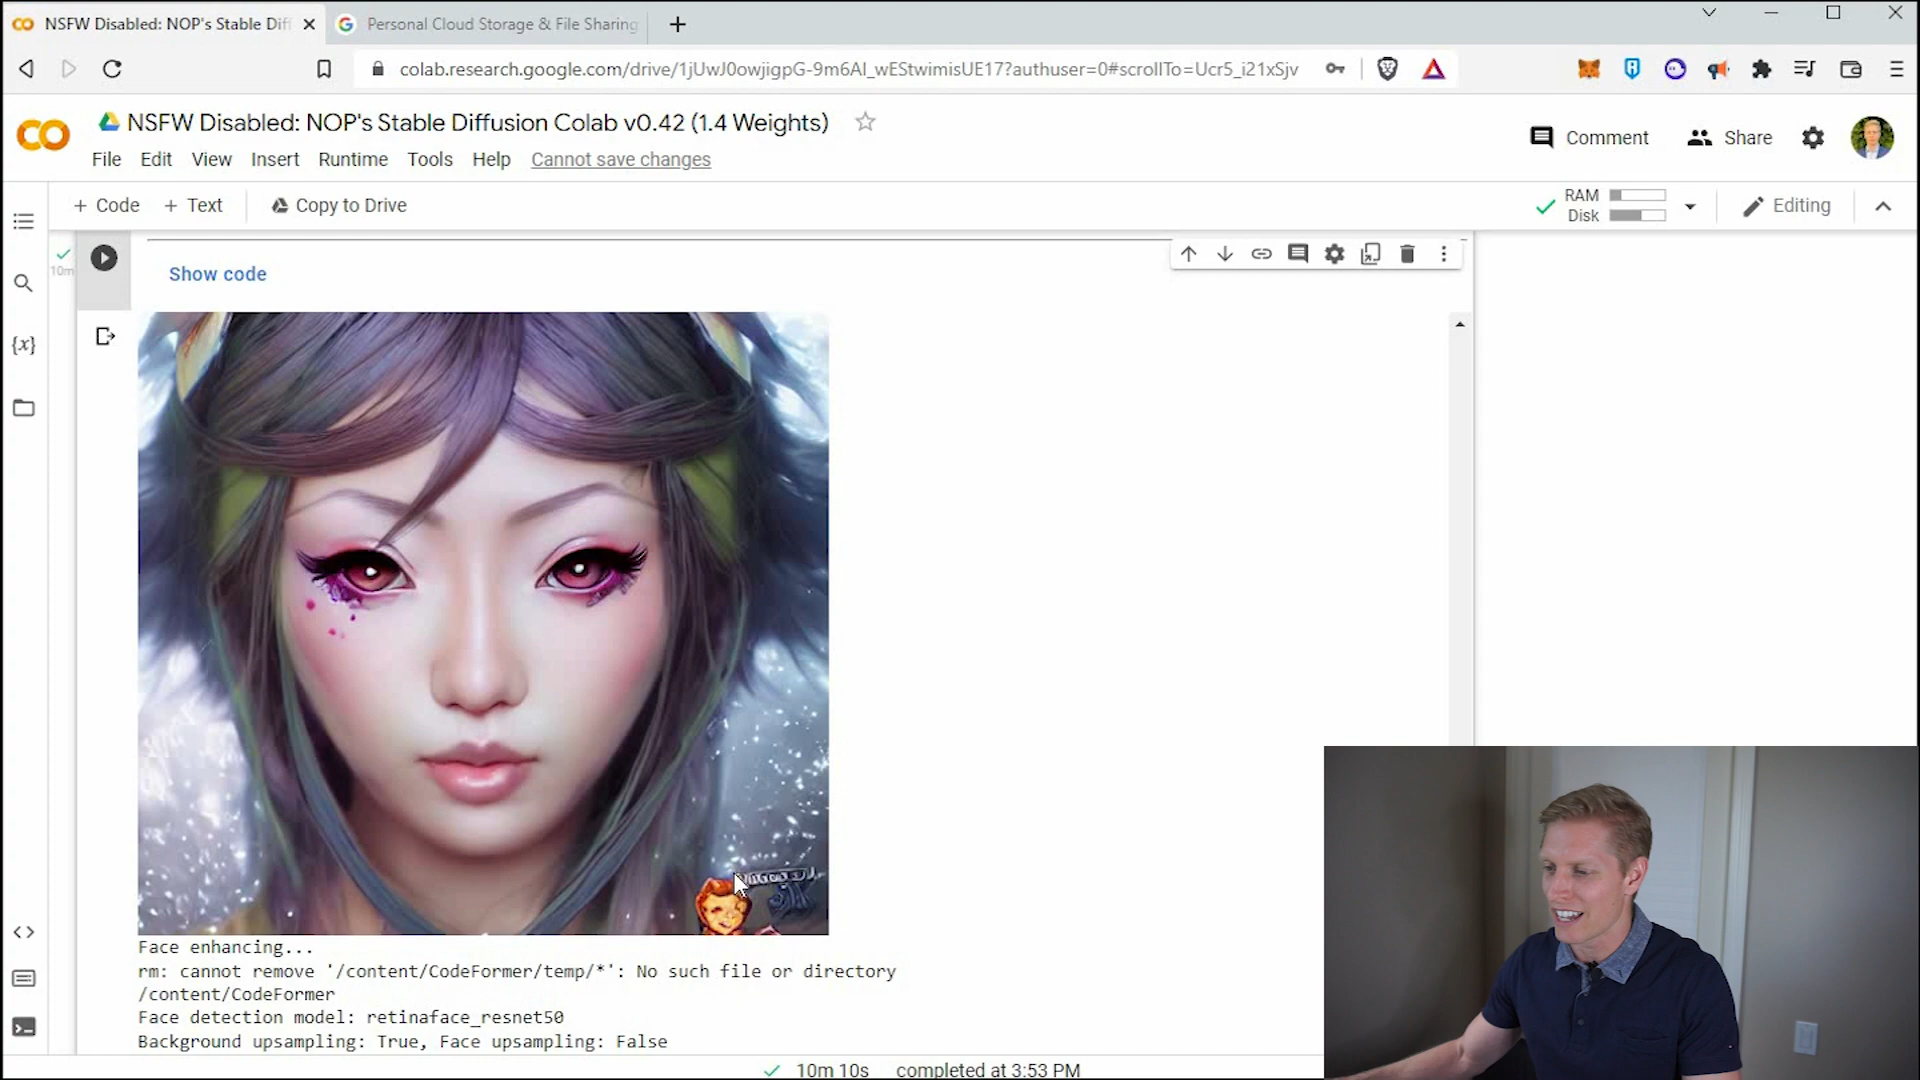 NSFW Disabled: NOP's Stable Diff
Personal Cloud Storage & File Sharing
colab.research.google.com/drive/1jUwJ0owjigpG-9m6AI_wEStwimisUE17?authuser=0#scrollTo=Ucr5_i21xSjv
NSFW Disabled: NOP's Stable Diffusion Colab v0.42 (1.4 Weights)
File Edit View Insert Runtime Tools Help Cannot save changes
Comment Share
+ Code + Text Copy to Drive
RAM
Disk
Editing
10m
Show code
{x}
Face enhancing...
rm: cannot remove '/content/CodeFormer/temp/*': No such file or directory
/content/CodeFormer
Face detection model: retinaface_resnet50
Background upsampling: True, Face upsampling: False
10m 10s completed at 3:53 PM